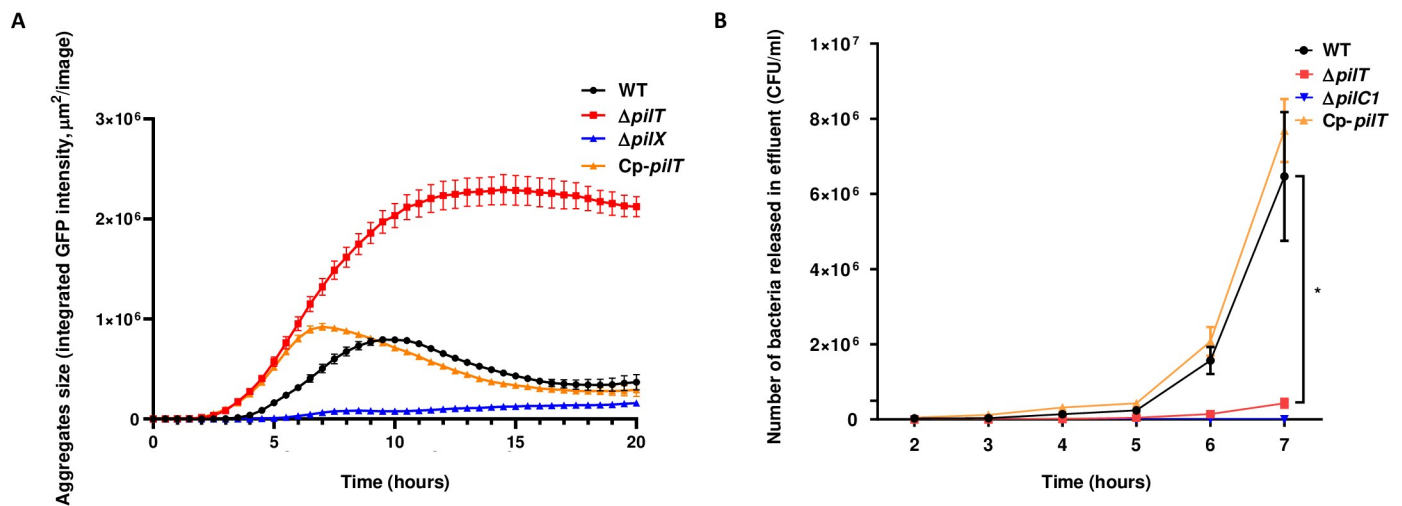 A
Aggregates size (integrated GFP intensity, µm²/image)
3×10⁶
2×10⁶
1×10⁶
0
0 5 10 15 20
Time (hours)
WT
ΔpilT
ΔpilX
Cp-pilT
B
Number of bacteria released in effluent (CFU/ml)
1×10⁷
8×10⁶
6×10⁶
4×10⁶
2×10⁶
0
2 3 4 5 6 7
Time (hours)
WT
ΔpilT
ΔpilC1
Cp-pilT
*